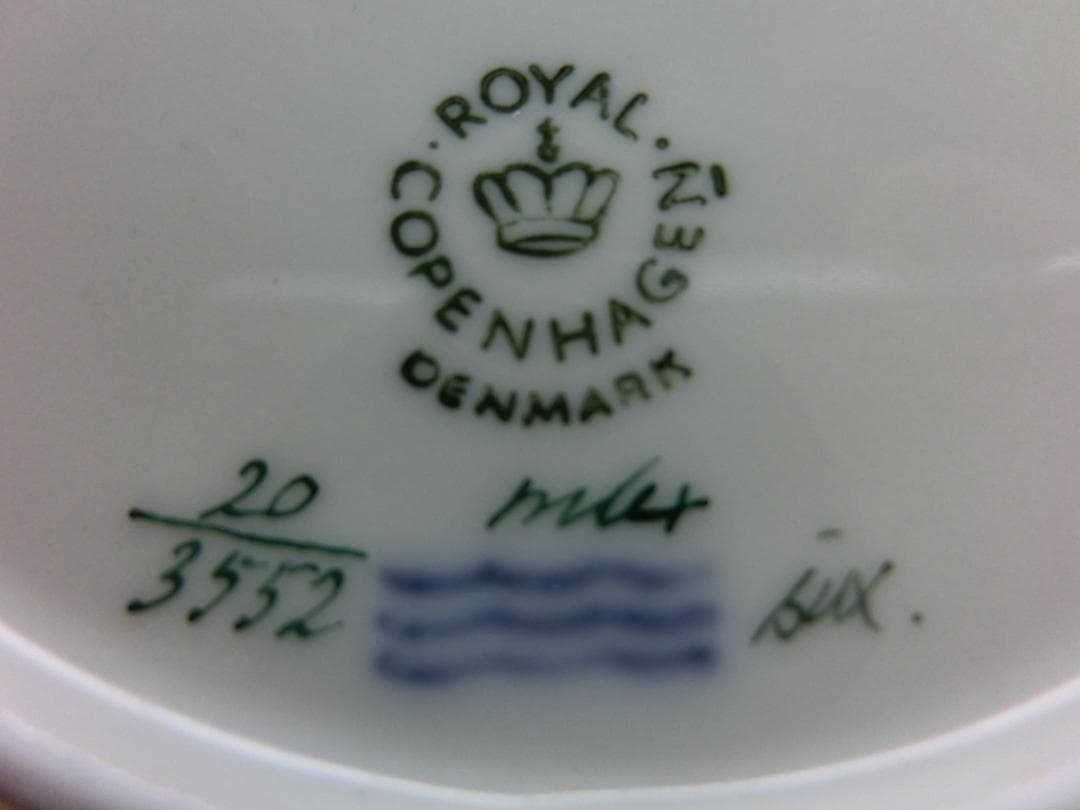 · ROYAL · COPENHAGEN
DENMARK
20
3552